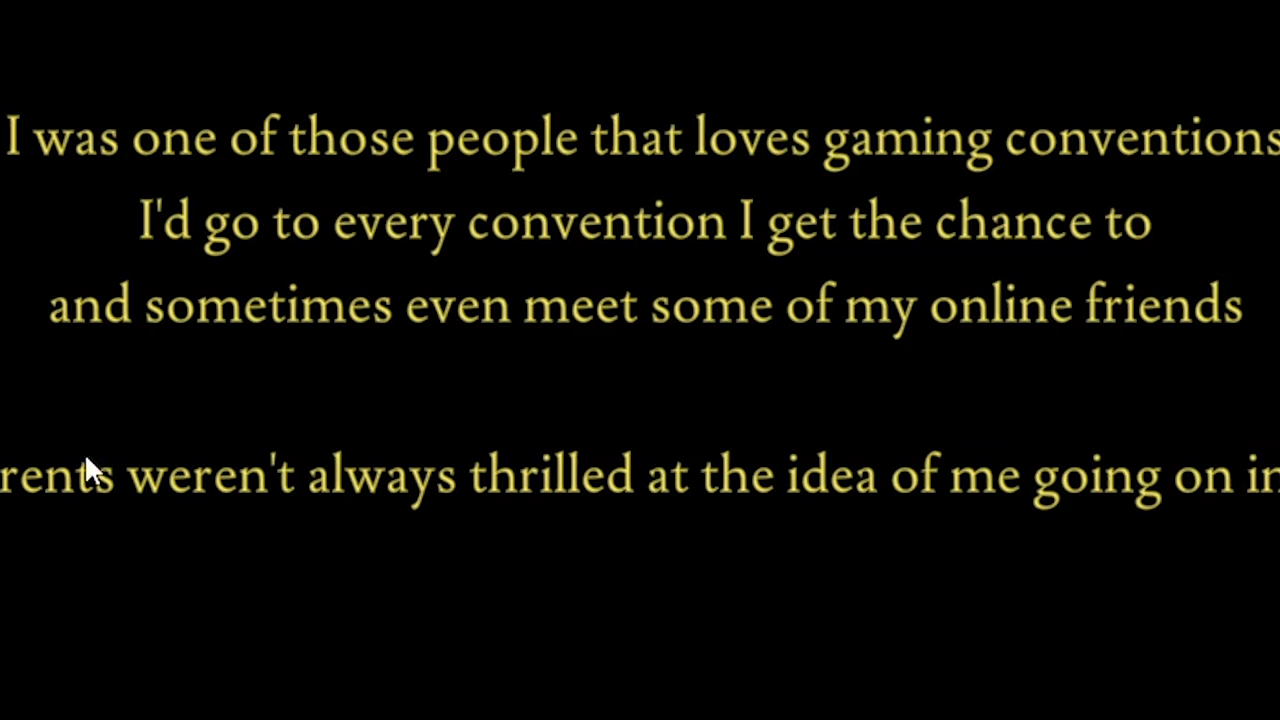 I was one of those people that loves gaming conventions
I'd go to every convention I get the chance to
and sometimes even meet some of my online friends
rents weren't always thrilled at the idea of me going on in